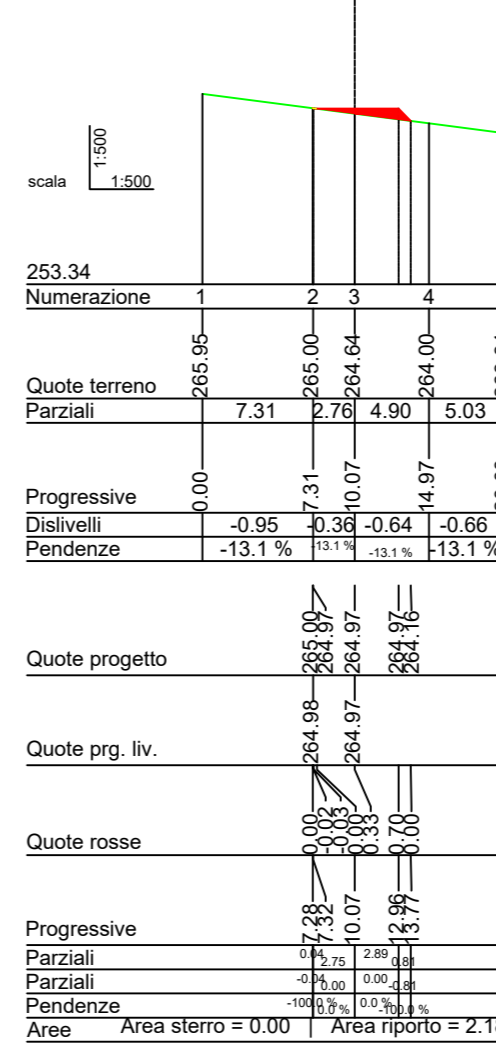 1:500
scala 1:500
253.34
Numerazione 1 2 3 4
Quote terreno 265.95 265.00 264.64 264.00
Parziali 7.31 2.76 4.90 5.03
Progressive 0.00 7.31 10.07 14.97
Dislivelli -0.95 -0.36 -0.64 -0.66
Pendenze -13.1 % -13.1 % -13.1 % -13.1 %
Quote progetto 265.00 264.97 264.97 264.97 264.16
Quote prg. liv. 264.98 264.97
Quote rosse 0.00 -0.02 -0.03 0.00 0.33 0.70 0.00
Progressive 7.28 7.32 10.07 12.96 13.77
Parziali 0.04 2.75 2.89 0.81
Parziali -0.04 0.00 0.00 -0.81
Pendenze -100.0 % 0.0 % 0.0 % -100.0 %
Aree Area sterro = 0.00 Area riporto = 2.1